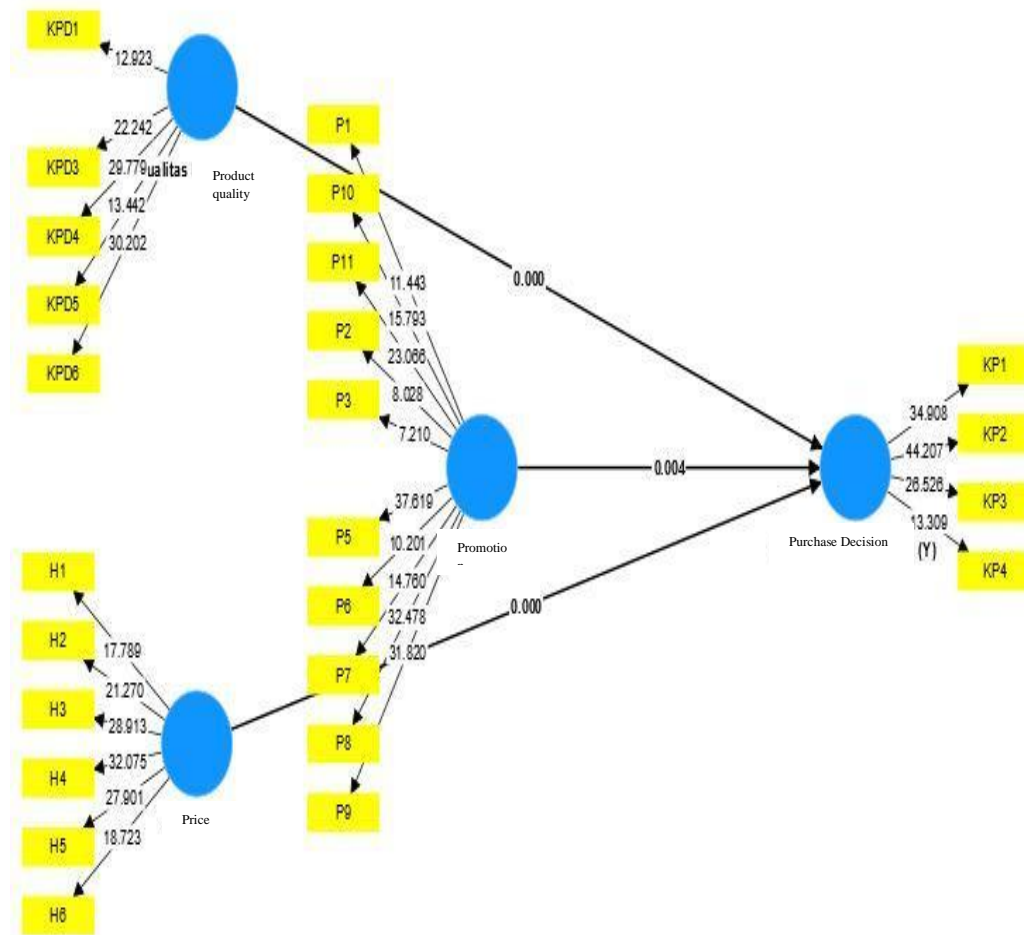 KPD1
12.923
22.242
KPD3
29.779
ualitas
Product
quality
13.442
KPD4
30.202
KPD5
KPD6
P1
P10
P11
11.443
15.793
P2
23.066
8.028
P3
7.210
0.000
37.619
P5
10.201
Promotio
14.760
P6
32.478
31.820
P7
P8
P9
0.004
0.000
H1
17.789
H2
21.270
H3
28.913
32.075
H4
27.901
18.723
H5
H6
Price
KP1
34.908
KP2
44.207
26.526
KP3
13.309
Purchase Decision
(Y)
KP4